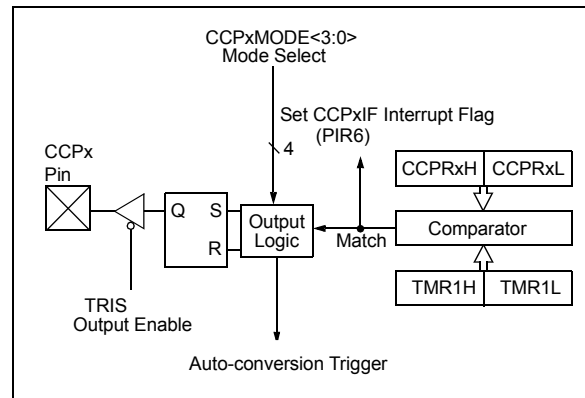 CCPxMODE<3:0>
Mode Select
Set CCPxIF Interrupt Flag
(PIR6)
4
CCPx
Pin
CCPRxH CCPRxL
Q S
R
Output
Logic
Match
Comparator
TMR1H TMR1L
TRIS
Output Enable
Auto-conversion Trigger